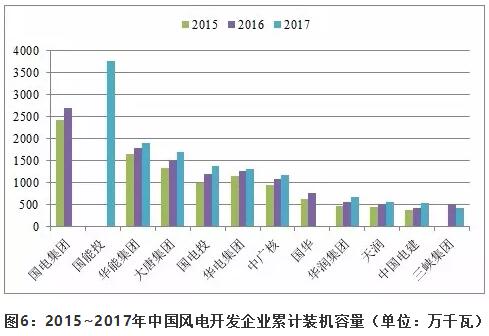 2015 2016 2017
4000
3500
3000
2500
2000
1500
1000
500
0
国电集团
国能投
华能集团
大唐集团
国电投
华电集团
中广核
国华
华润集团
天润
中国电建
三峡集团
图6：2015~2017年中国风电开发企业累计装机容量（单位：万千瓦）